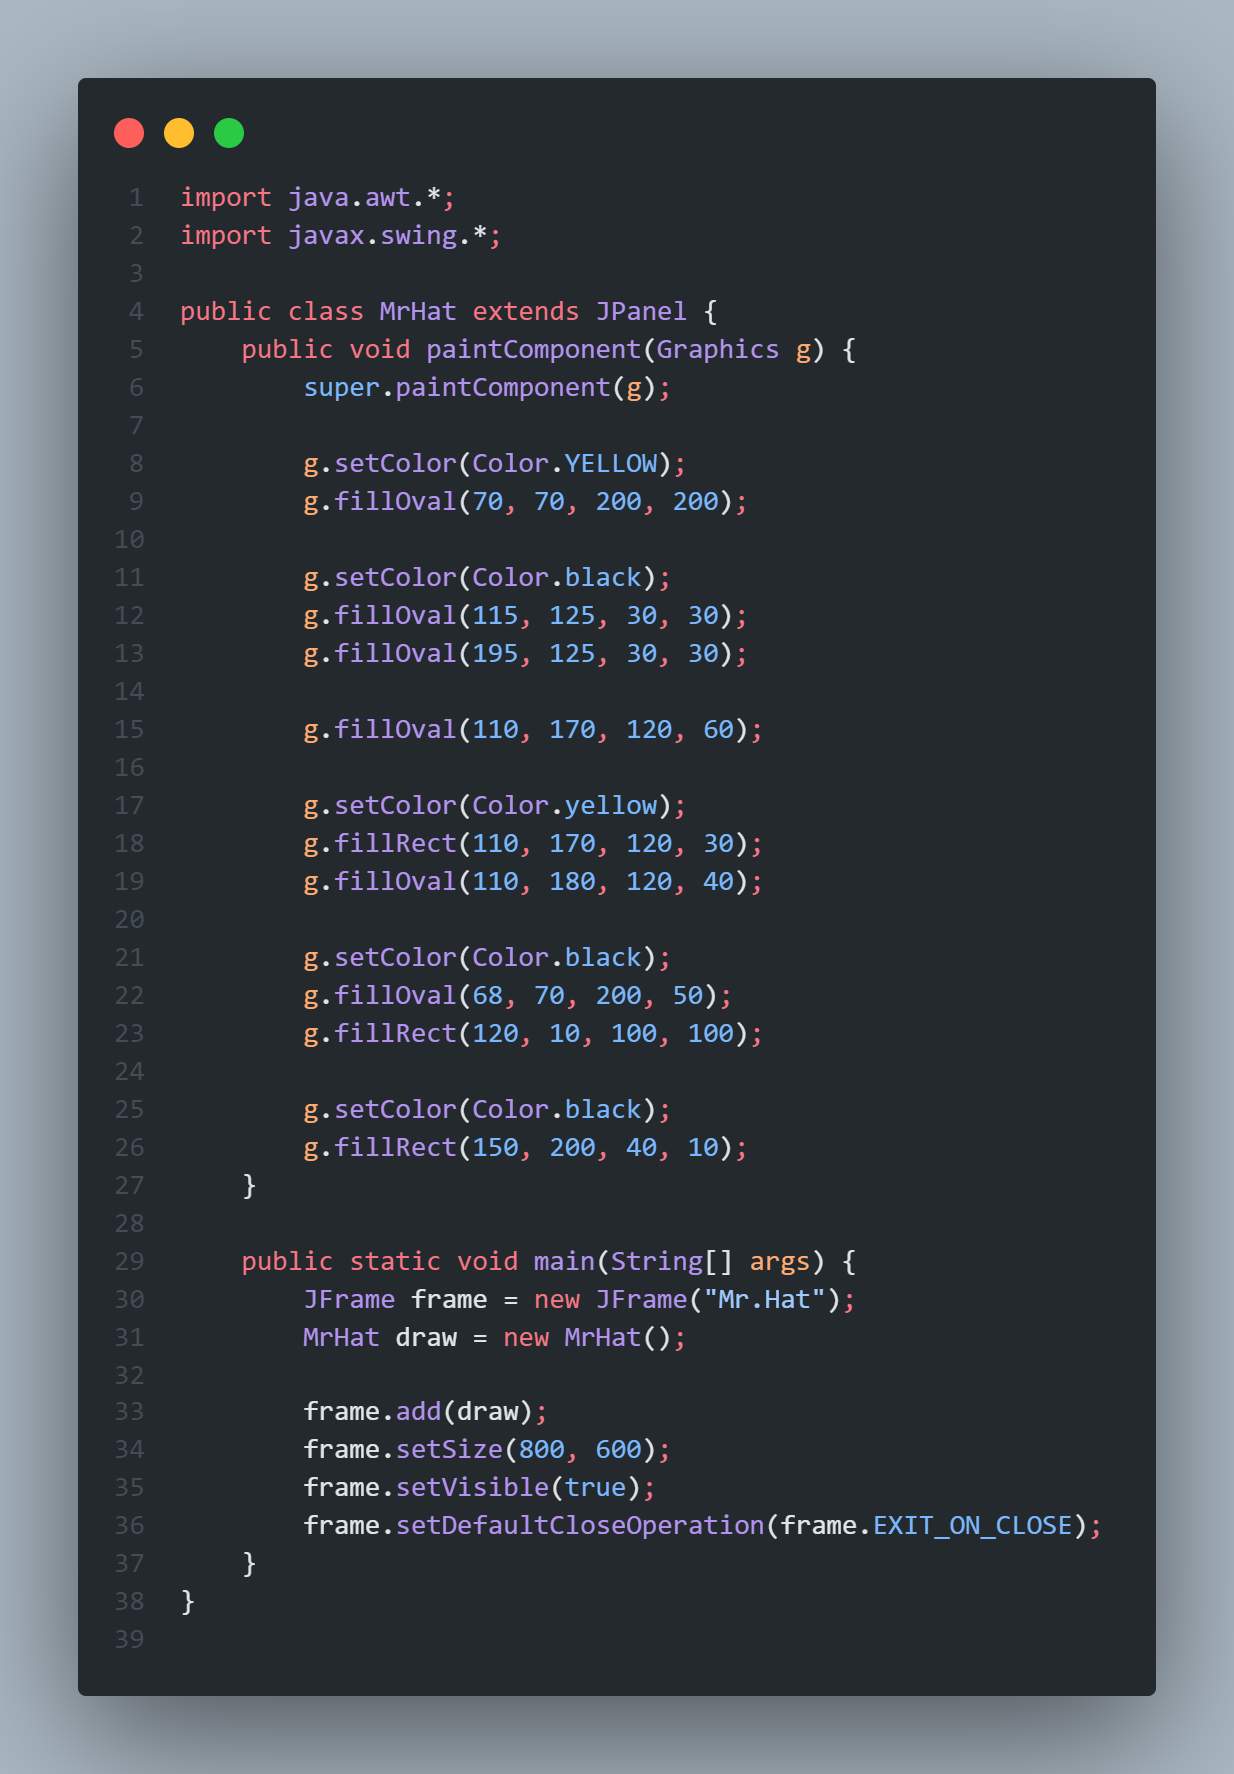 1 import java.awt.*;
2 import javax.swing.*;
3
4 public class MrHat extends JPanel {
5     public void paintComponent(Graphics g) {
6         super.paintComponent(g);
7
8         g.setColor(Color.YELLOW);
9         g.fillOval(70, 70, 200, 200);
10
11         g.setColor(Color.black);
12         g.fillOval(115, 125, 30, 30);
13         g.fillOval(195, 125, 30, 30);
14
15         g.fillOval(110, 170, 120, 60);
16
17         g.setColor(Color.yellow);
18         g.fillRect(110, 170, 120, 30);
19         g.fillOval(110, 180, 120, 40);
20
21         g.setColor(Color.black);
22         g.fillOval(68, 70, 200, 50);
23         g.fillRect(120, 10, 100, 100);
24
25         g.setColor(Color.black);
26         g.fillRect(150, 200, 40, 10);
27     }
28
29     public static void main(String[] args) {
30         JFrame frame = new JFrame("Mr.Hat");
31         MrHat draw = new MrHat();
32
33         frame.add(draw);
34         frame.setSize(800, 600);
35         frame.setVisible(true);
36         frame.setDefaultCloseOperation(frame.EXIT_ON_CLOSE);
37     }
38 }
39